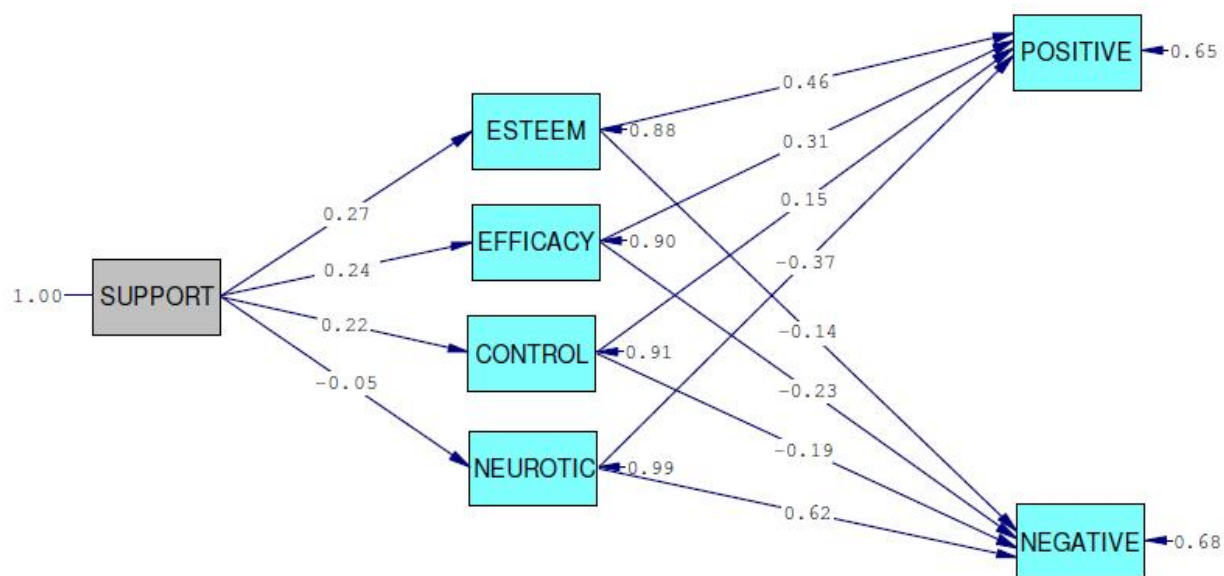 POSITIVE
0.65
0.46
ESTEEM
0.88
0.31
0.15
0.27
EFFICACY
0.90
-0.37
0.24
1.00
SUPPORT
0.22
-0.14
CONTROL
0.91
-0.05
-0.23
-0.19
NEUROTIC
0.99
0.62
NEGATIVE
0.68